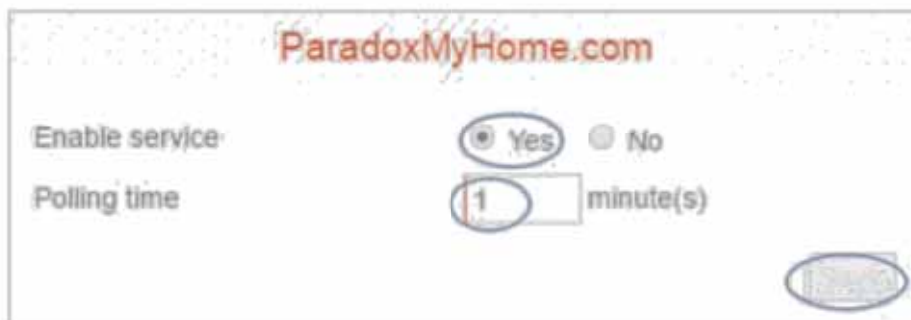 ParadoxMyHome.com
Enable service Yes No
Polling time 1 minute(s)